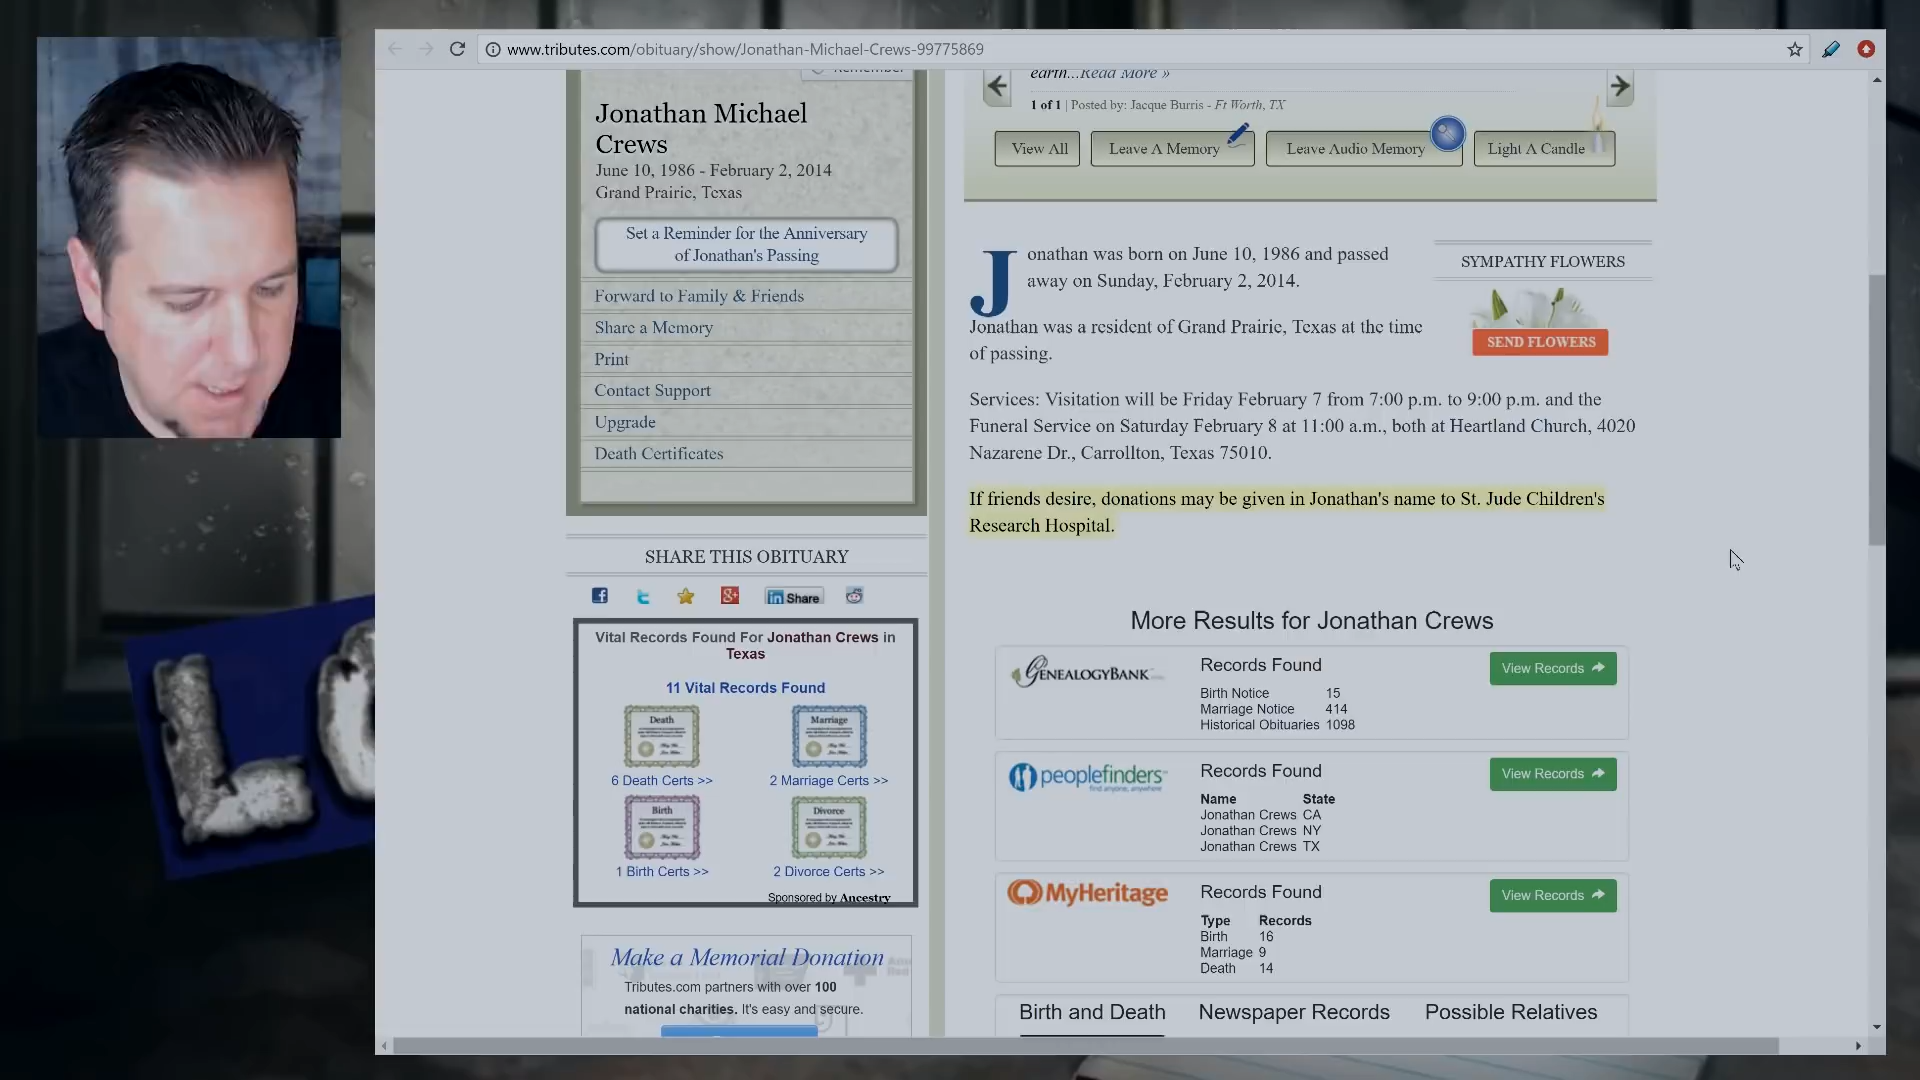 www.tributes.com/obituary/show/Jonathan-Michael-Crews-99775869
Remember
Jonathan Michael
Crews
June 10, 1986 - February 2, 2014
Grand Prairie, Texas
Set a Reminder for the Anniversary
of Jonathan's Passing
Forward to Family & Friends
Share a Memory
Print
Contact Support
Upgrade
Death Certificates
SHARE THIS OBITUARY
in Share
Vital Records Found For Jonathan Crews in
Texas
11 Vital Records Found
Death
Marriage
6 Death Certs >>
2 Marriage Certs >>
Birth
Divorce
1 Birth Certs >>
2 Divorce Certs >>
Sponsored by Ancestry
Make a Memorial Donation
Tributes.com partners with over 100
national charities. It's easy and secure.
earth...Read More »
1 of 1 | Posted by: Jacque Burris - Ft Worth, TX
View All
Leave A Memory
Leave Audio Memory
Light A Candle
Jonathan was born on June 10, 1986 and passed
away on Sunday, February 2, 2014.
Jonathan was a resident of Grand Prairie, Texas at the time
of passing.
SYMPATHY FLOWERS
SEND FLOWERS
Services: Visitation will be Friday February 7 from 7:00 p.m. to 9:00 p.m. and the
Funeral Service on Saturday February 8 at 11:00 a.m., both at Heartland Church, 4020
Nazarene Dr., Carrollton, Texas 75010.
If friends desire, donations may be given in Jonathan's name to St. Jude Children's
Research Hospital.
More Results for Jonathan Crews
GENEALOGYBANK
Records Found
View Records
Birth Notice 15
Marriage Notice 414
Historical Obituaries 1098
peoplefinders
find anyone, anywhere
Records Found
View Records
Name State
Jonathan Crews CA
Jonathan Crews NY
Jonathan Crews TX
MyHeritage
Records Found
View Records
Type Records
Birth 16
Marriage 9
Death 14
Birth and Death
Newspaper Records
Possible Relatives